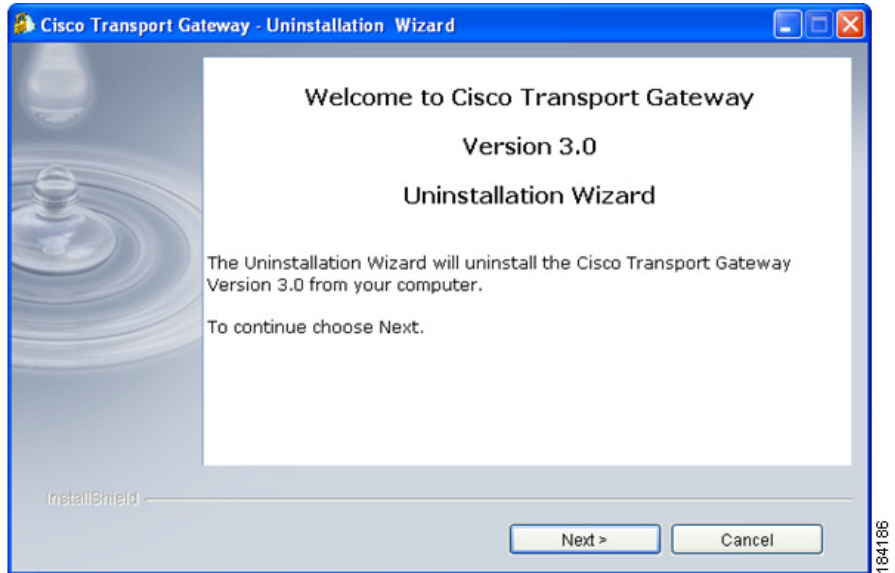 Cisco Transport Gateway - Uninstallation Wizard
Welcome to Cisco Transport Gateway
Version 3.0
Uninstallation Wizard
The Uninstallation Wizard will uninstall the Cisco Transport Gateway
Version 3.0 from your computer.
To continue choose Next.
InstallShield
Next >
Cancel
184186